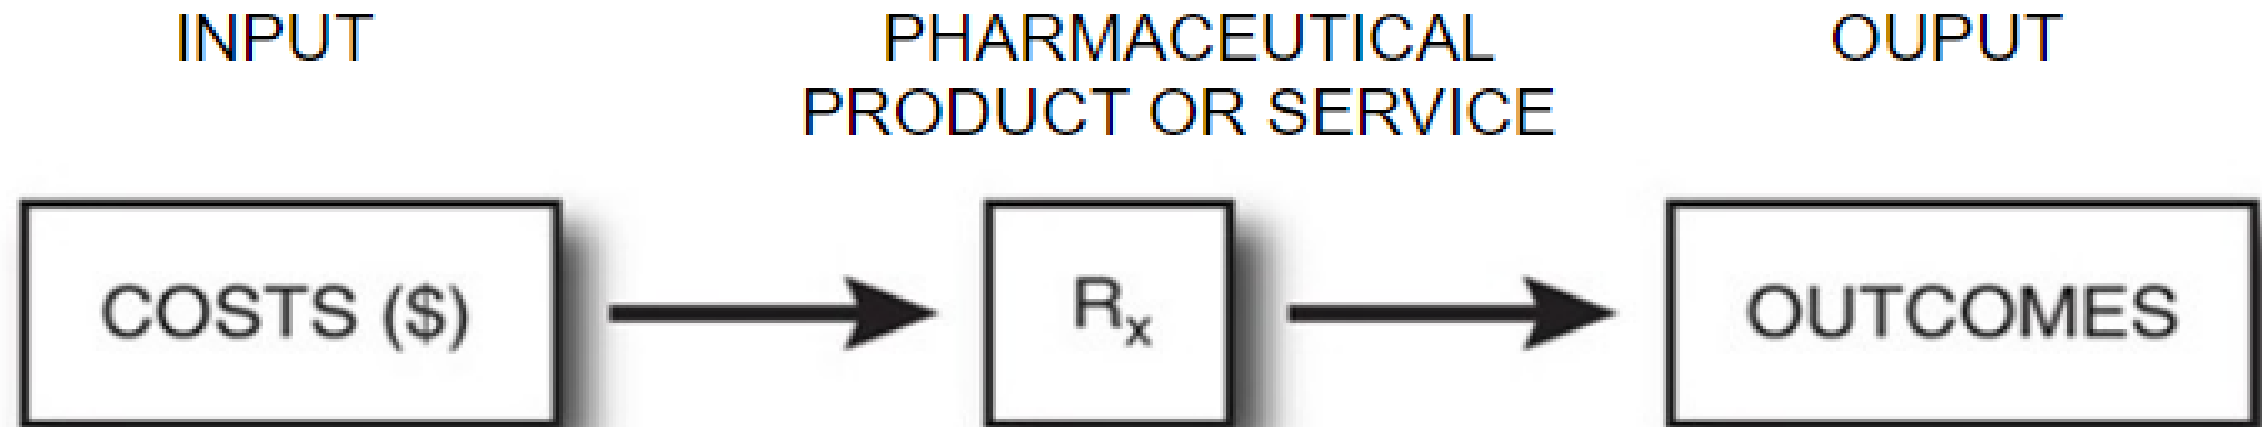 INPUT
PHARMACEUTICAL
PRODUCT OR SERVICE
OUPUT
COSTS ($)
Rx
OUTCOMES